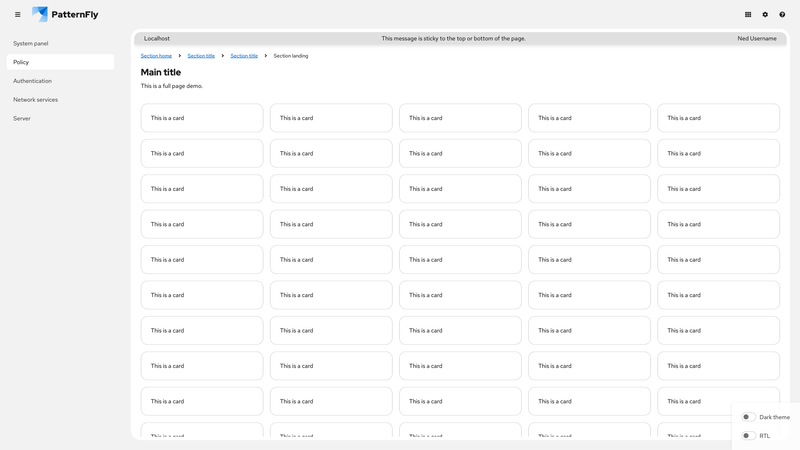 PatternFly
System panel
Policy
Authentication
Network services
Server
Localhost This message is sticky to the top or bottom of the page. Ned Username
Section home Section title Section title Section landing
Main title
This is a full page demo.
This is a card This is a card This is a card This is a card This is a card
This is a card This is a card This is a card This is a card This is a card
This is a card This is a card This is a card This is a card This is a card
This is a card This is a card This is a card This is a card This is a card
This is a card This is a card This is a card This is a card This is a card
This is a card This is a card This is a card This is a card This is a card
This is a card This is a card This is a card This is a card This is a card
This is a card This is a card This is a card This is a card This is a card
This is a card This is a card This is a card This is a card This is a card
This is a card This is a card This is a card This is a card This is a card
Dark theme
RTL